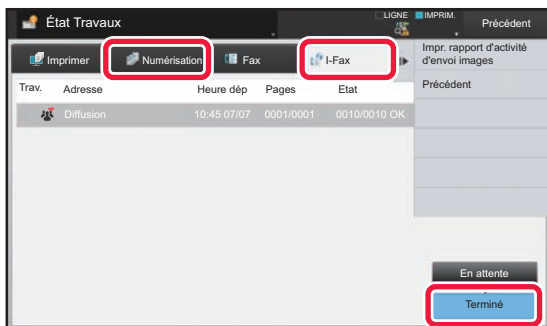 État Travaux
LIGNE
IMPRIM.
Précédent
Imprimer
Numérisation
Fax
I-Fax
Impr. rapport d'activité
d'envoi images
Précédent
Trav.
Adresse
Heure dép
Pages
Etat
Diffusion
10:45 07/07
0001/0001
0010/0010 OK
En attente
Terminé